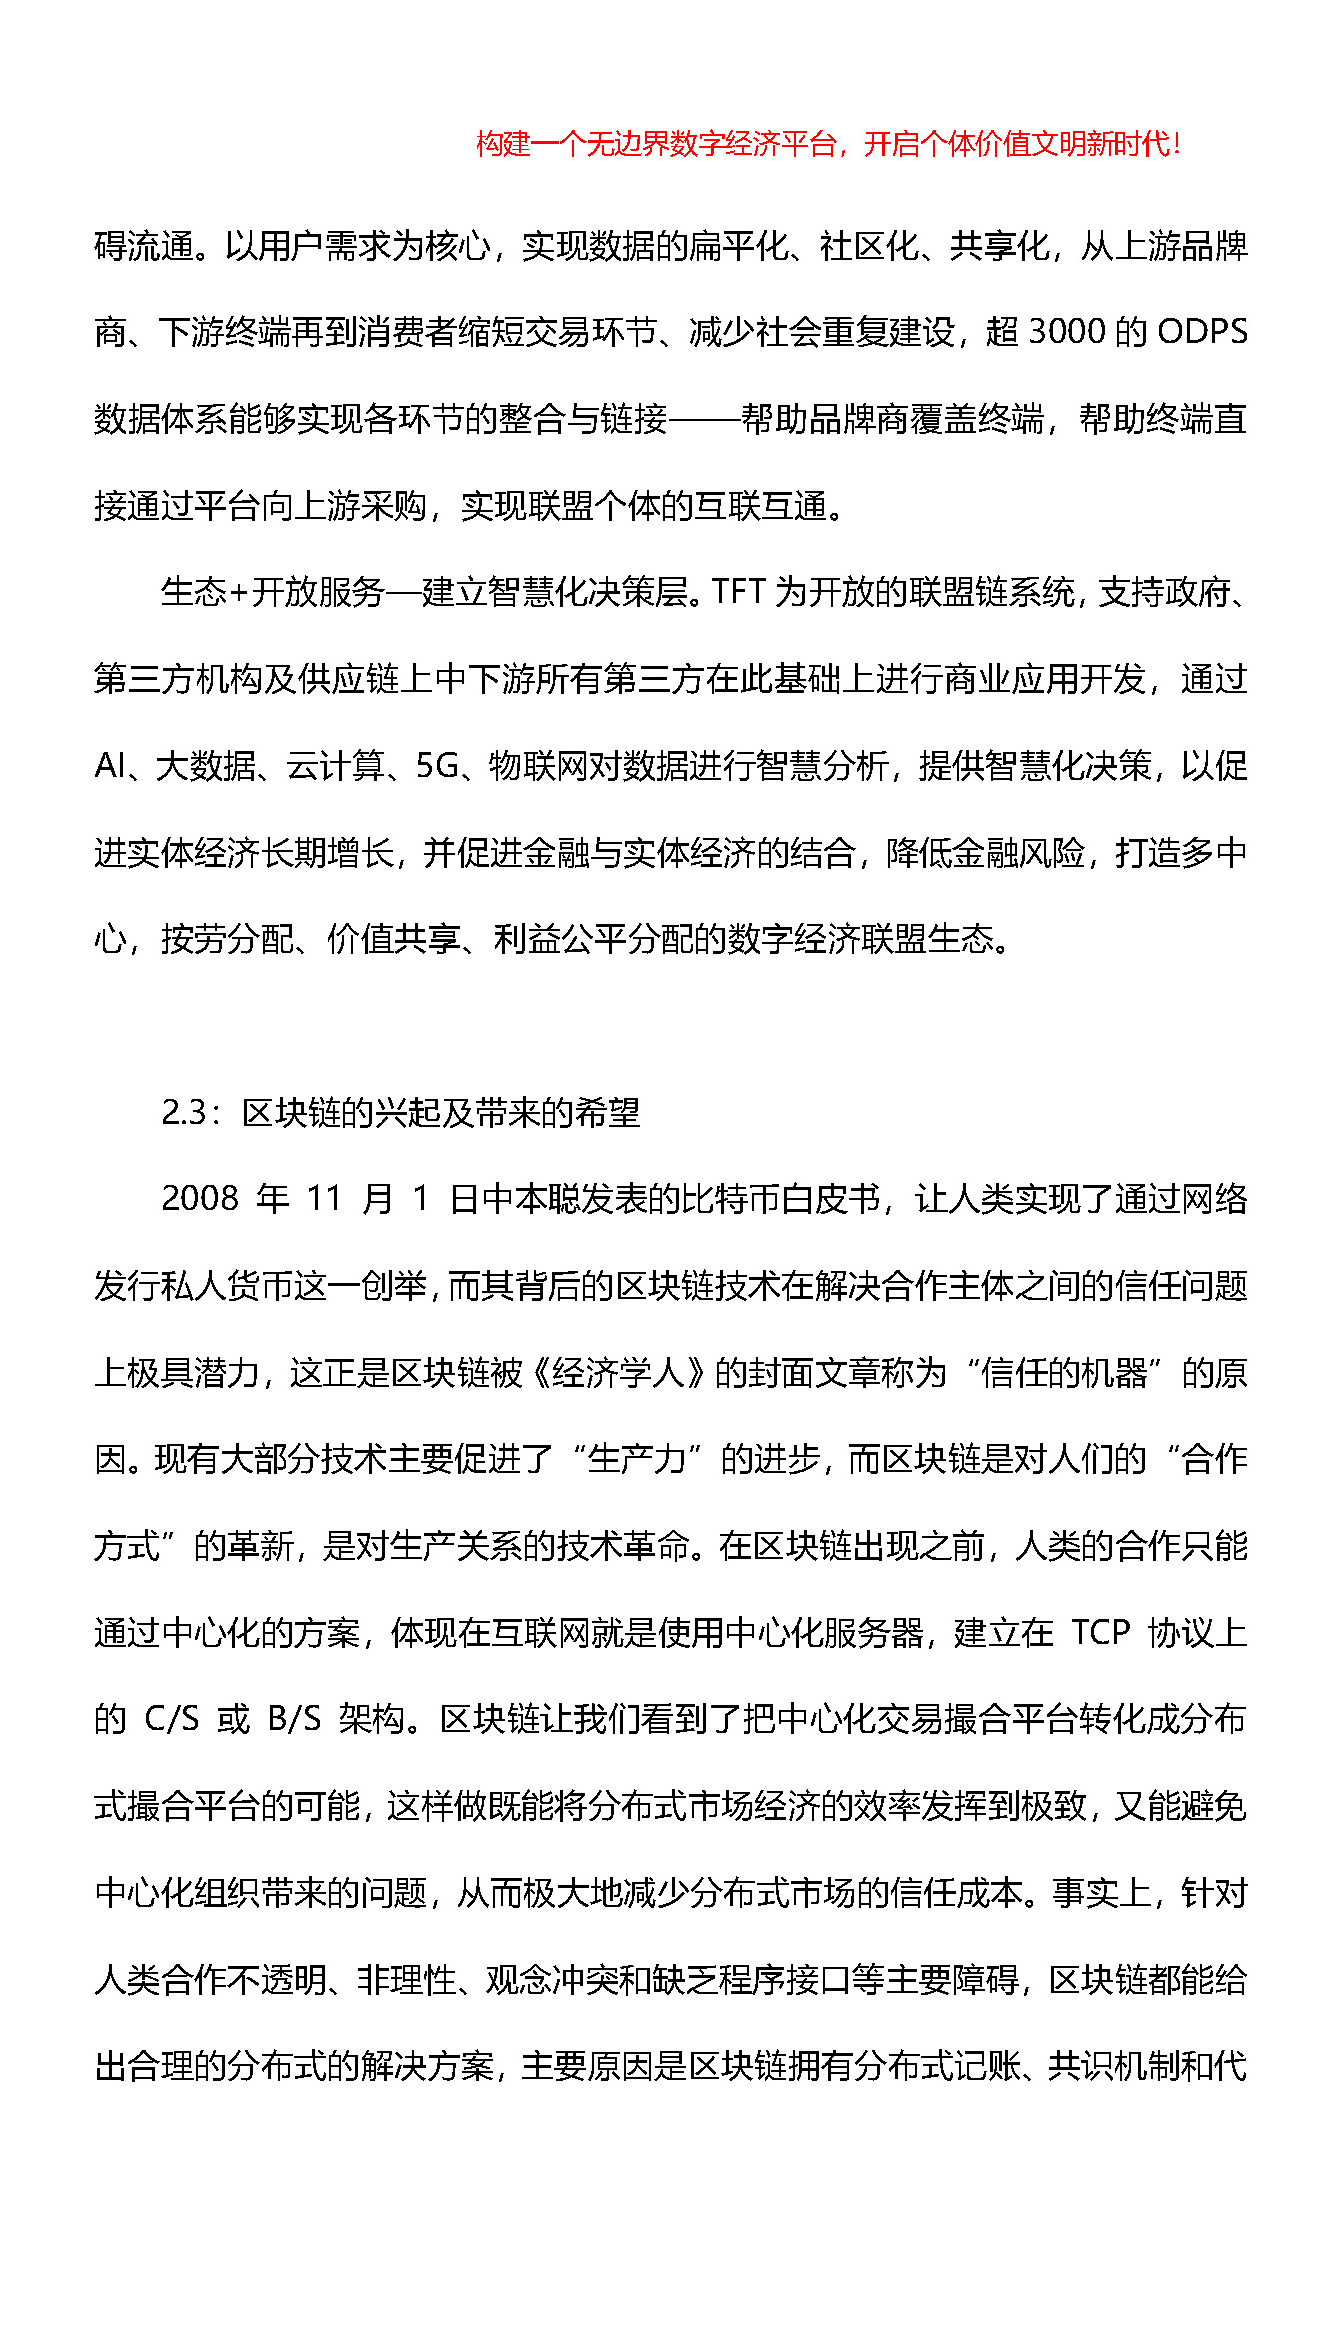 构建一个无边界数字经济平台，开启个体价值文明新时代！
碍流通。以用户需求为核心，实现数据的扁平化、社区化、共享化，从上游品牌
商、下游终端再到消费者缩短交易环节、减少社会重复建设，超 3000 的 ODPS
数据体系能够实现各环节的整合与链接——帮助品牌商覆盖终端，帮助终端直
接通过平台向上游采购，实现联盟个体的互联互通。
生态+开放服务—建立智慧化决策层。TFT 为开放的联盟链系统，支持政府、
第三方机构及供应链上中下游所有第三方在此基础上进行商业应用开发，通过
AI、大数据、云计算、5G、物联网对数据进行智慧分析，提供智慧化决策，以促
进实体经济长期增长，并促进金融与实体经济的结合，降低金融风险，打造多中
心，按劳分配、价值共享、利益公平分配的数字经济联盟生态。
2.3：区块链的兴起及带来的希望
2008 年 11 月 1 日中本聪发表的比特币白皮书，让人类实现了通过网络
发行私人货币这一创举，而其背后的区块链技术在解决合作主体之间的信任问题
上极具潜力，这正是区块链被《经济学人》的封面文章称为“信任的机器”的原
因。现有大部分技术主要促进了“生产力”的进步，而区块链是对人们的“合作
方式”的革新，是对生产关系的技术革命。在区块链出现之前，人类的合作只能
通过中心化的方案，体现在互联网就是使用中心化服务器，建立在 TCP 协议上
的 C/S 或 B/S 架构。区块链让我们看到了把中心化交易撮合平台转化成分布
式撮合平台的可能，这样做既能将分布式市场经济的效率发挥到极致，又能避免
中心化组织带来的问题，从而极大地减少分布式市场的信任成本。事实上，针对
人类合作不透明、非理性、观念冲突和缺乏程序接口等主要障碍，区块链都能给
出合理的分布式的解决方案，主要原因是区块链拥有分布式记账、共识机制和代